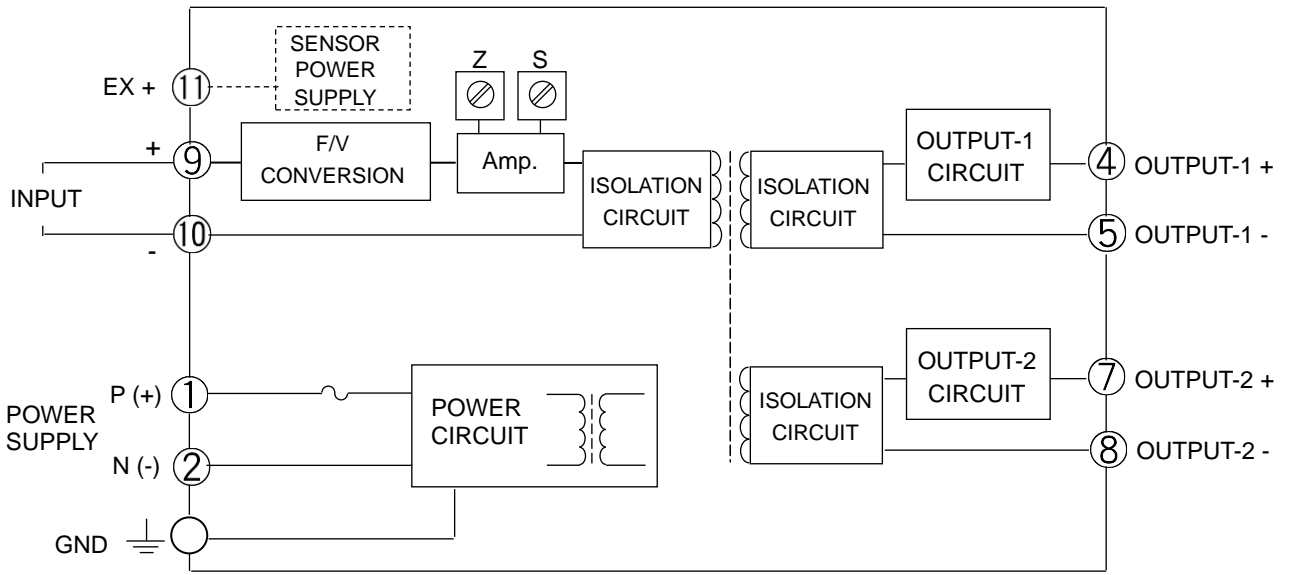 SENSOR
POWER
SUPPLY
Z
S
EX +
11
+
9
F/V
CONVERSION
Amp.
ISOLATION
CIRCUIT
ISOLATION
CIRCUIT
OUTPUT-1
CIRCUIT
4
OUTPUT-1 +
INPUT
10
-
5
OUTPUT-1 -
P (+)
1
POWER
SUPPLY
N (-)
2
POWER
CIRCUIT
ISOLATION
CIRCUIT
OUTPUT-2
CIRCUIT
7
OUTPUT-2 +
8
OUTPUT-2 -
GND